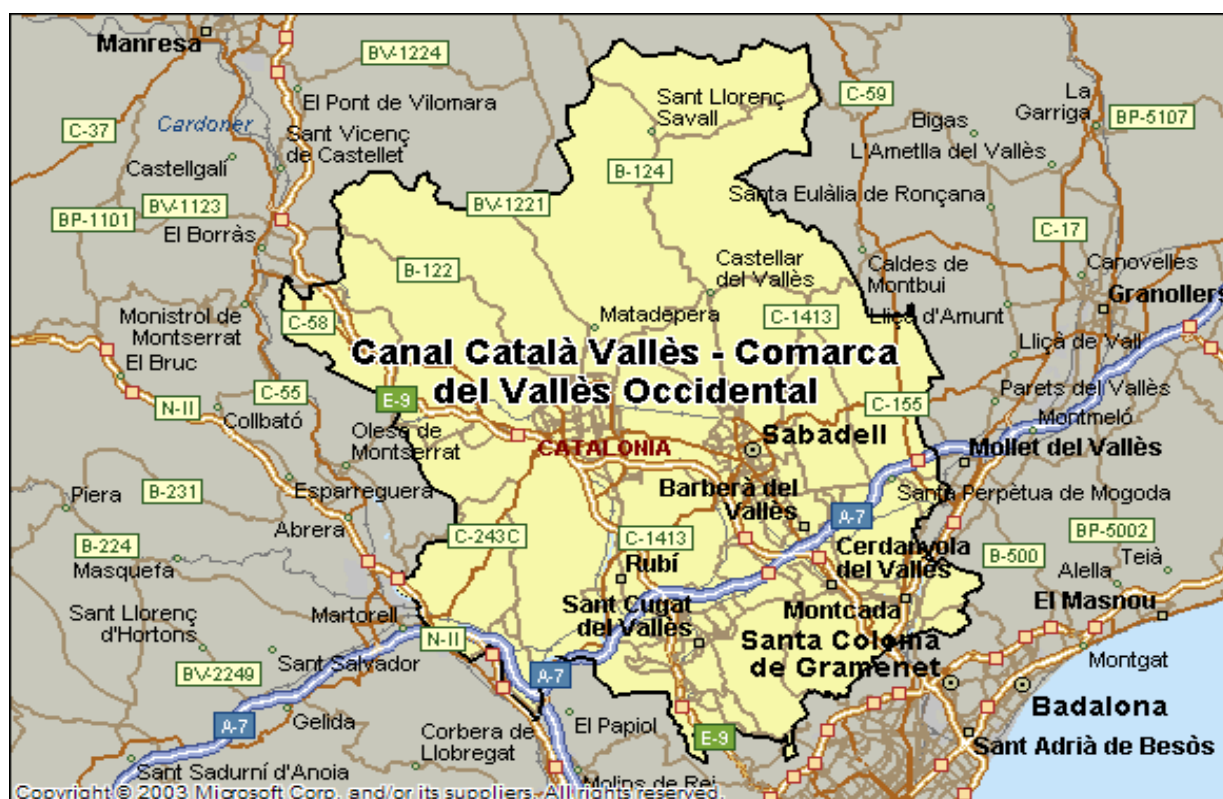 Manresa
BV-1224
El Pont de Vilomara
Sant Llorenç
Savall
C-59
La
Garriga
BP-5107
Bigas
C-37
Cardoner
Sant Vicenç
de Castellet
Castellgalí
L'Ametlla del Vallès
B-124
BV-1221
Santa Eulàlia de Ronçana
BP-1101
BV-1123
El Borràs
C-17
B-122
Castellar
del Vallès
Caldes de
Montbui
Canovelles
Granollers
Monistrol de
Montserrat
C-58
Matadepera
C-1413
Lliçà d'Amunt
Canal Català Vallès - Comarca
del Vallès Occidental
Lliçà de Vall
El Bruc
C-55
N-II
Collbató
E-9
C-155
Parets del Vallès
Montmeló
Olesa de
Montserrat
CATALONIA
Sabadell
Mollet del Vallès
Piera
B-231
Esparreguera
Barberà del
Vallès
Santa Perpètua de Mogoda
A-7
Abrera
C-243C
C-1413
BP-5002
B-224
Masquefa
Rubí
Cerdanyola
del Vallès
B-500
Teià
Alella
Sant Llorenç
d'Hortons
Martorell
Sant Cugat
del Vallès
Montcada
El Masnou
N-II
Santa Coloma
de Gramenet
Montgat
Sant Salvador
BV-2249
A-7
Badalona
Gelida
A-7
Corbera de
Llobregat
El Papiol
E-9
Sant Adrià de Besòs
Sant Sadurní d'Anoia
Molins de Rei
Copyright © 2003 Microsoft Corp. and/or its suppliers. All rights reserved.